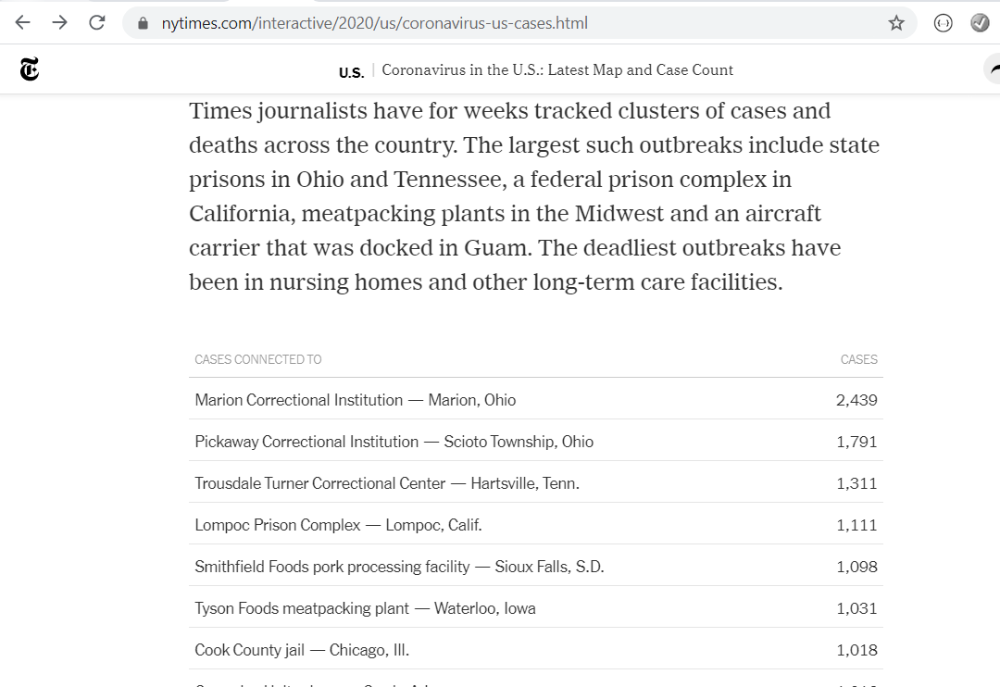 nytimes.com/interactive/2020/us/coronavirus-us-cases.html
U.S. | Coronavirus in the U.S.: Latest Map and Case Count
Times journalists have for weeks tracked clusters of cases and
deaths across the country. The largest such outbreaks include state
prisons in Ohio and Tennessee, a federal prison complex in
California, meatpacking plants in the Midwest and an aircraft
carrier that was docked in Guam. The deadliest outbreaks have
been in nursing homes and other long-term care facilities.
CASES CONNECTED TO CASES
Marion Correctional Institution — Marion, Ohio 2,439
Pickaway Correctional Institution — Scioto Township, Ohio 1,791
Trousdale Turner Correctional Center — Hartsville, Tenn. 1,311
Lompoc Prison Complex — Lompoc, Calif. 1,111
Smithfield Foods pork processing facility — Sioux Falls, S.D. 1,098
Tyson Foods meatpacking plant — Waterloo, Iowa 1,031
Cook County jail — Chicago, Ill. 1,018